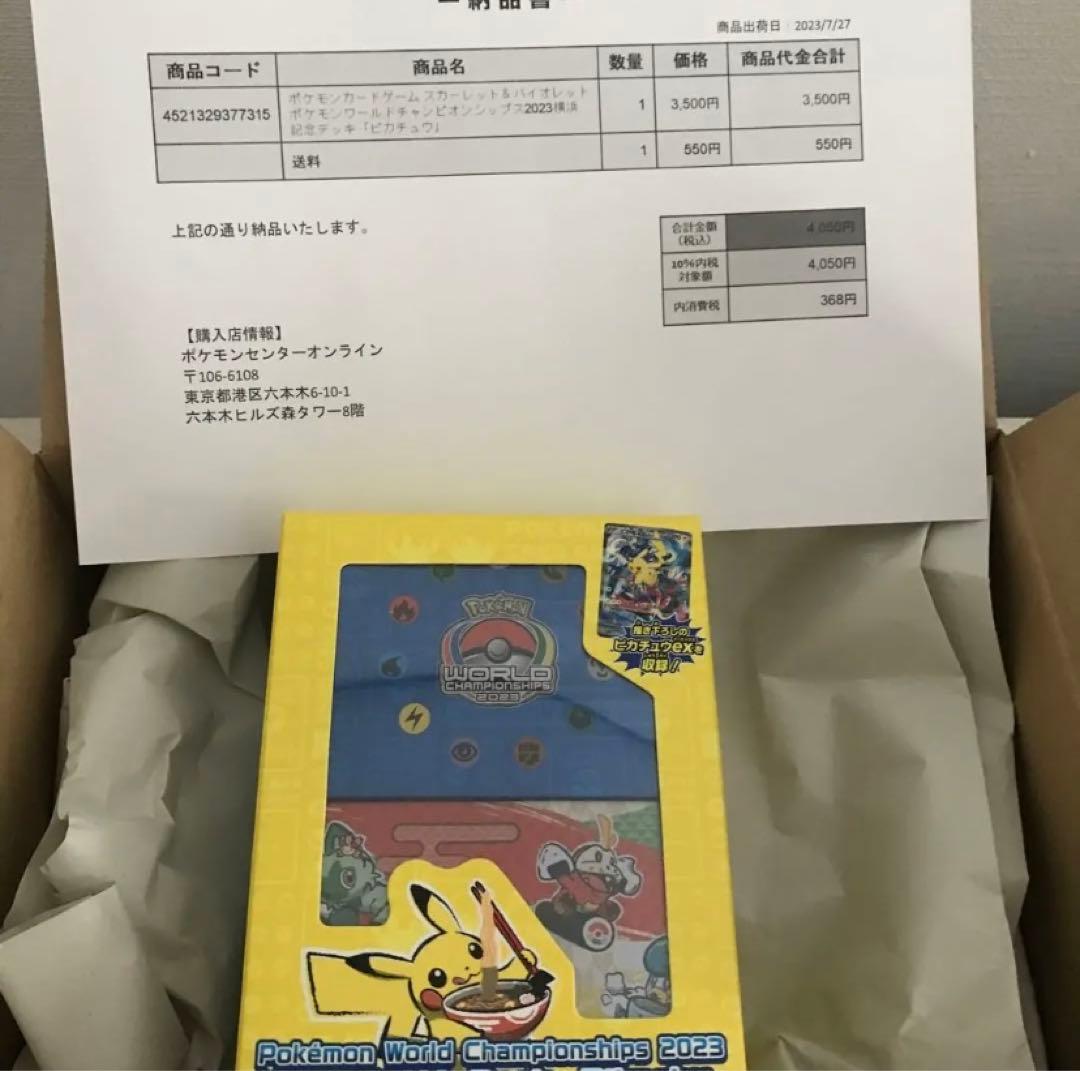 納品書
商品出荷日：2023/7/27
商品コード 商品名 数量 価格 商品代金合計
4521329377315 ポケモンカードゲーム スカーレット&バイオレット ポケモンワールドチャンピオンシップス2023横浜 記念デッキ「ピカチュウ」 1 3,500円 3,500円
送料 1 550円 550円
上記の通り納品いたします。
合計金額（税込） 4,050円
10%内税対象額 4,050円
内消費税 368円
【購入店情報】
ポケモンセンターオンライン
〒106-6108
東京都港区六本木6-10-1
六本木ヒルズ森タワー8階
POKÉMON
WORLD
CHAMPIONSHIPS
2023
描き下ろしの
ピカチュウexを
収録！
Pokémon World Championships 2023